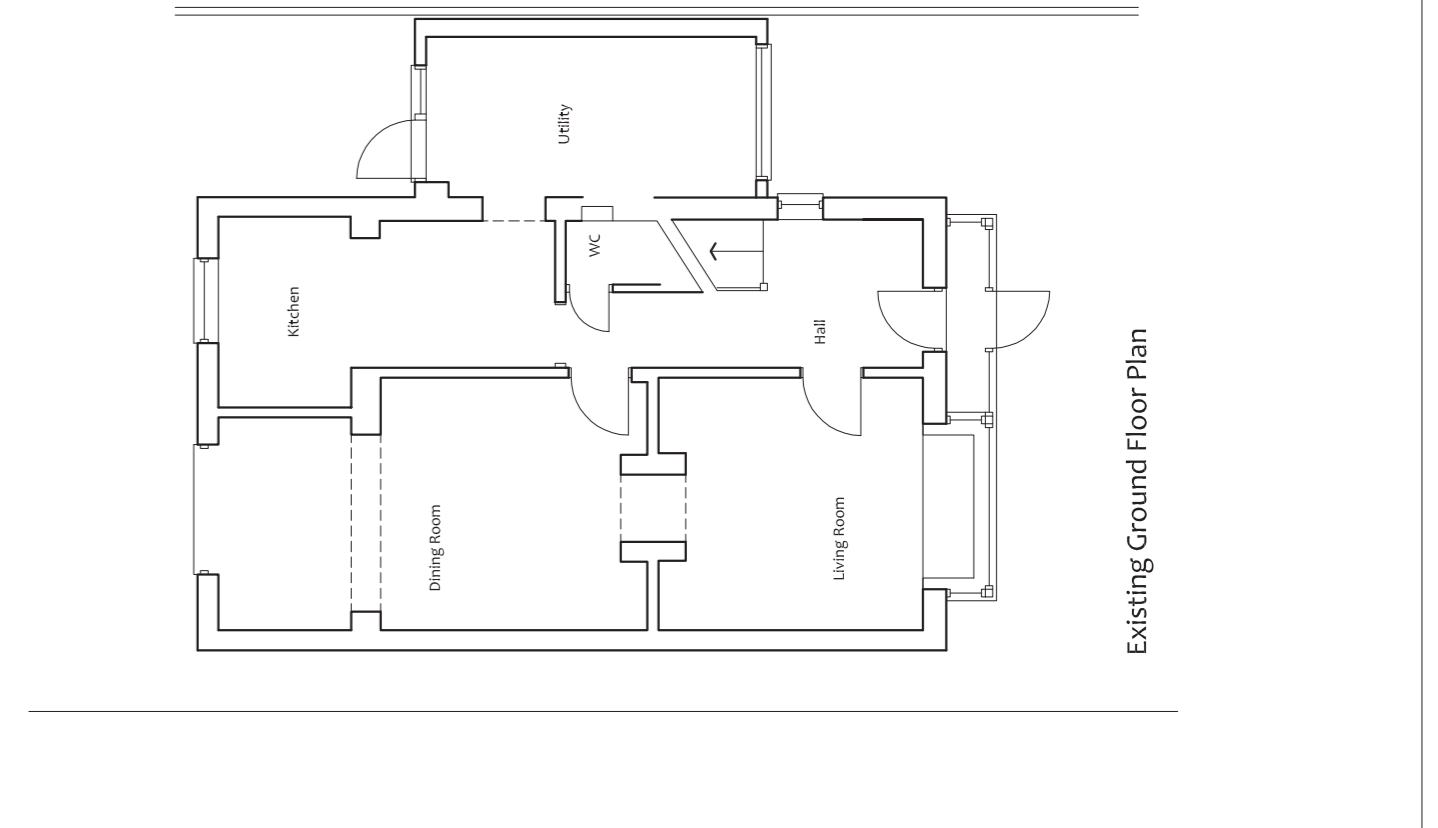 Utility
WC
Kitchen
Hall
Dining Room
Living Room
Existing Ground Floor Plan